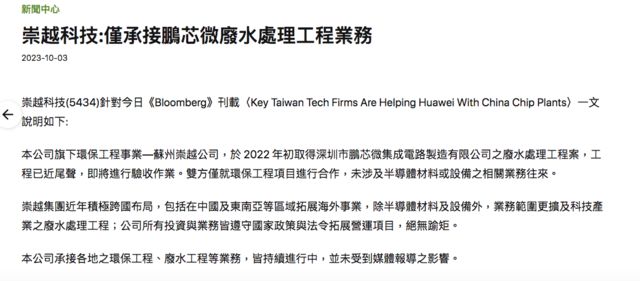 新聞中心
崇越科技:僅承接鵬芯微廢水處理工程業務
2023-10-03
崇越科技(5434)針對今日《Bloomberg》刊載〈Key Taiwan Tech Firms Are Helping Huawei With China Chip Plants〉一文
說明如下:
本公司旗下環保工程事業—蘇州崇越公司，於 2022 年初取得深圳市鵬芯微集成電路製造有限公司之廢水處理工程案，工
程已近尾聲，即將進行驗收作業。雙方僅就環保工程項目進行合作，未涉及半導體材料或設備之相關業務往來。
崇越集團近年積極跨國布局，包括在中國及東南亞等區域拓展海外事業，除半導體材料及設備外，業務範圍更擴及科技產
業之廢水處理工程；公司所有投資與業務皆遵守國家政策與法令拓展營運項目，絕無踰矩。
本公司承接各地之環保工程、廢水工程等業務，皆持續進行中，並未受到媒體報導之影響。